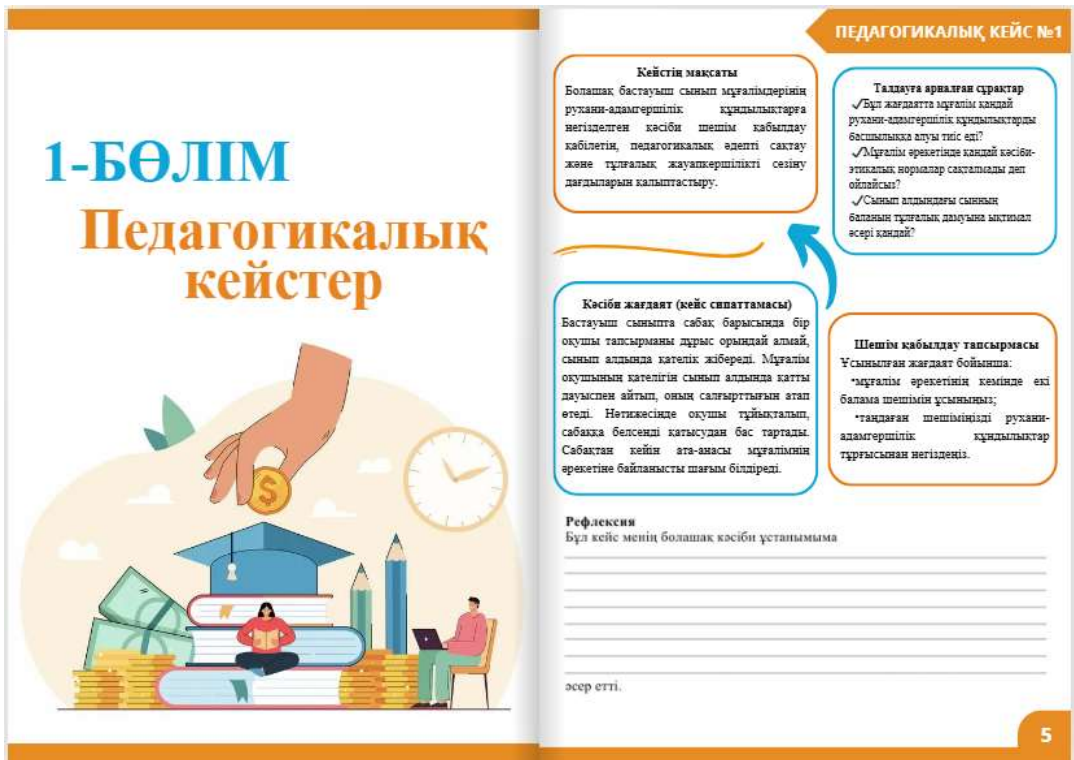 1-БӨЛІМ
Педагогикалық
кейстер
$
ПЕДАГОГИКАЛЫҚ КЕЙС №1
Кейстің мақсаты
Болашақ бастауыш сынып мұғалімдерінің
рухани-адамгершілік құндылықтарға
негізделген кәсіби шешім қабылдау
қабілетін, педагогикалық әдепті сақтау
және тұлғалық жауапкершілікті сезіну
дағдыларын қалыптастыру.
Талдауға арналған сұрақтар
✓Бұл жағдаятта мұғалім қандай
рухани-адамгершілік құндылықтарды
басшылыққа алуы тиіс еді?
✓Мұғалім әрекетінде қандай кәсіби-
этикалық нормалар сақталмады деп
ойлайсыз?
✓Сынып алдындағы сынның
баланың тұлғалық дамуына ықтимал
әсері қандай?
Кәсіби жағдаят (кейс сипаттамасы)
Бастауыш сыныпта сабақ барысында бір
оқушы тапсырманы дұрыс орындай алмай,
сынып алдында қателік жібереді. Мұғалім
оқушының қателігін сынып алдында қатты
дауыспен айтып, оның салғырттығын атап
өтеді. Нәтижесінде оқушы тұйықталып,
сабаққа белсенді қатысудан бас тартады.
Сабақтан кейін ата-анасы мұғалімнің
әрекетіне байланысты шағым білдіреді.
Шешім қабылдау тапсырмасы
Ұсынылған жағдаят бойынша:
•мұғалім әрекетінің кемінде екі
балама шешімін ұсыныңыз;
•таңдаған шешіміңізді рухани-
адамгершілік құндылықтар
тұрғысынан негіздеңіз.
Рефлексия
Бұл кейс менің болашақ кәсіби ұстанымыма
әсер етті.
5